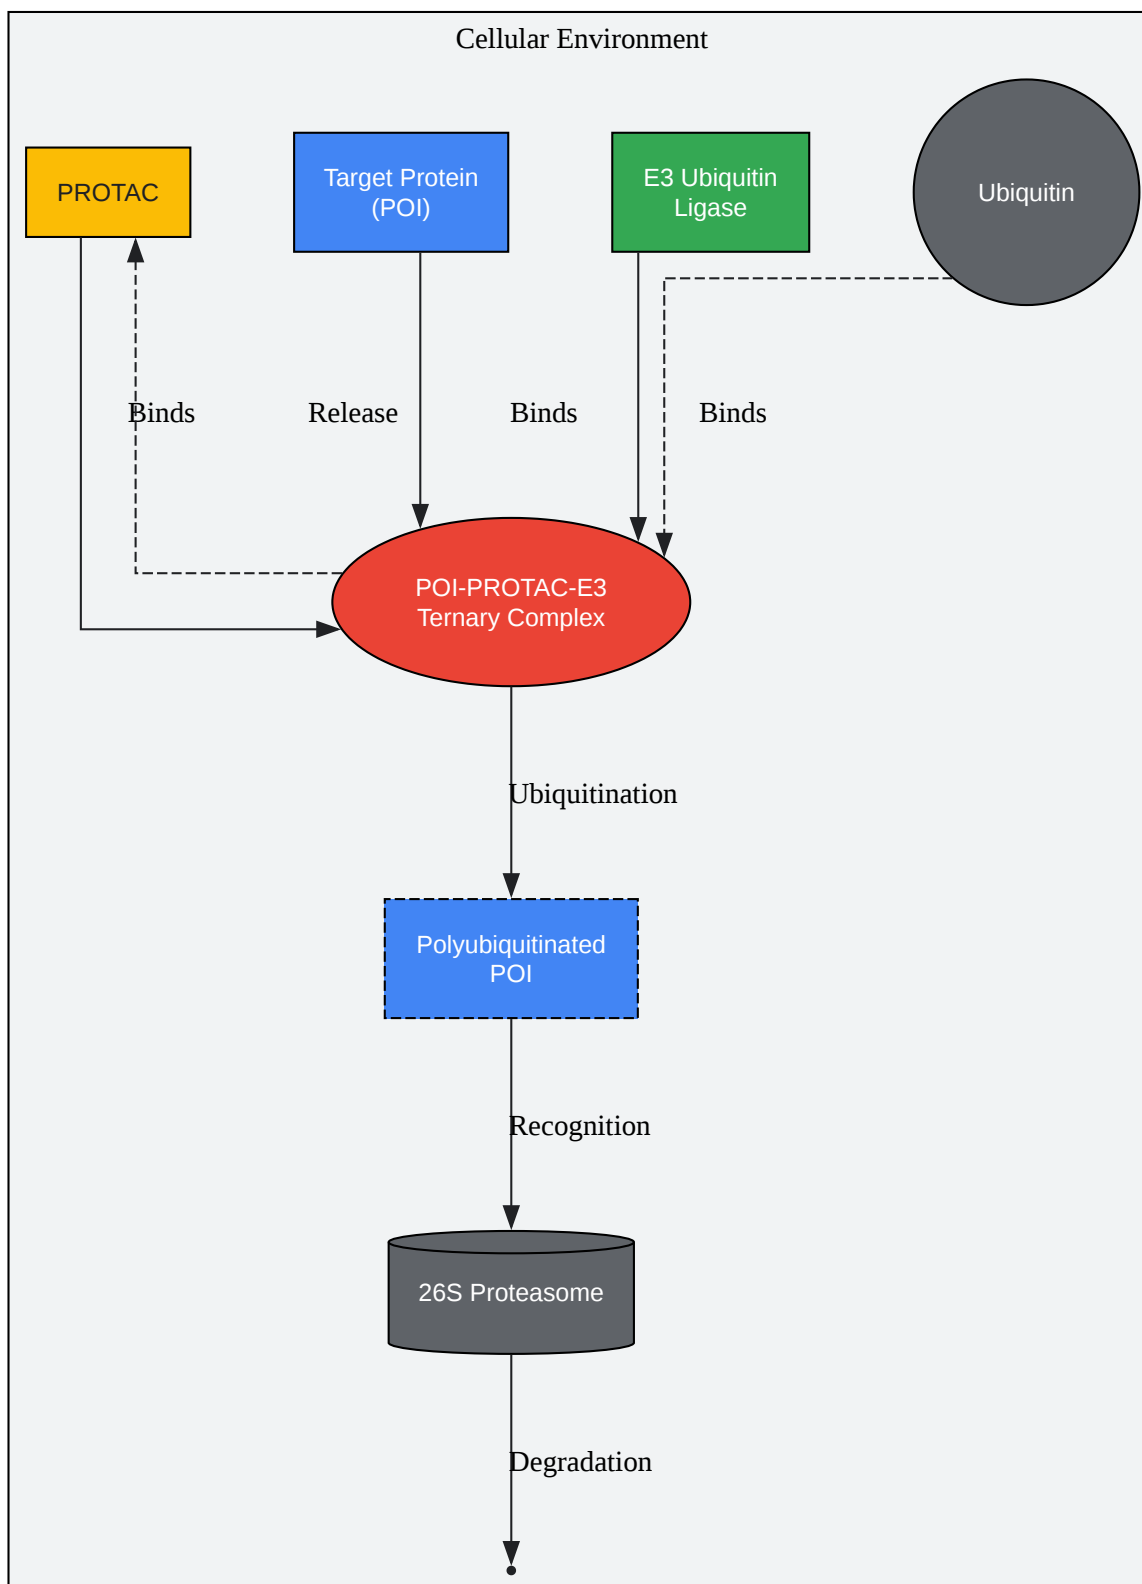 Cellular Environment
PROTAC
Target Protein
(POI)
E3 Ubiquitin
Ligase
Ubiquitin
Binds
Release
Binds
Binds
POI-PROTAC-E3
Ternary Complex
Ubiquitination
Polyubiquitinated
POI
Recognition
26S Proteasome
Degradation